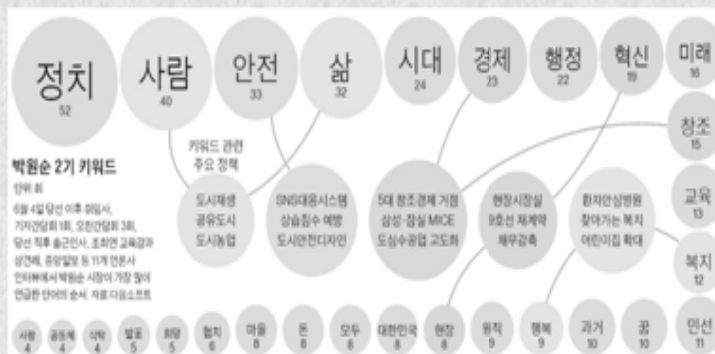 정치
52
사람
40
안전
33
삶
32
시대
24
경제
23
행정
22
혁신
19
미래
16
창조
15
교육
13
복지
12
민선
11
꿈
10
과거
10
행복
9
원칙
9
현장
8
대한민국
8
모두
8
돈
8
마을
8
협치
6
희망
5
발표
5
식탁
4
공동체
4
사랑
4
박원순 2기 키워드
단위 회
6월 4일 당선 이후 취임사,
기자간담회 1회, 오찬간담회 3회,
당선 직후 출근인사, 조희연 교육감과
상견례, 중앙일보 등 11개 언론사
인터뷰에서 박원순 시장이 가장 많이
언급한 단어의 순서. 자료 다음소프트
키워드 관련
주요 정책
도시재생
공유도시
도시농업
SNS대응시스템
상습침수 예방
도시안전디자인
5대 창조경제 거점
삼성·잠실 MICE
도심수공업 고도화
현장시장실
9호선 재계약
채무감축
환자안심병원
찾아가는 복지
어린이집 확대